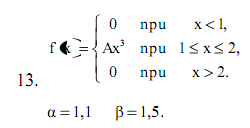 0 при x < 1,
f(x) = { Ax³ при 1 ≤ x ≤ 2,
0 при x > 2.
13.
α = 1,1 β = 1,5.